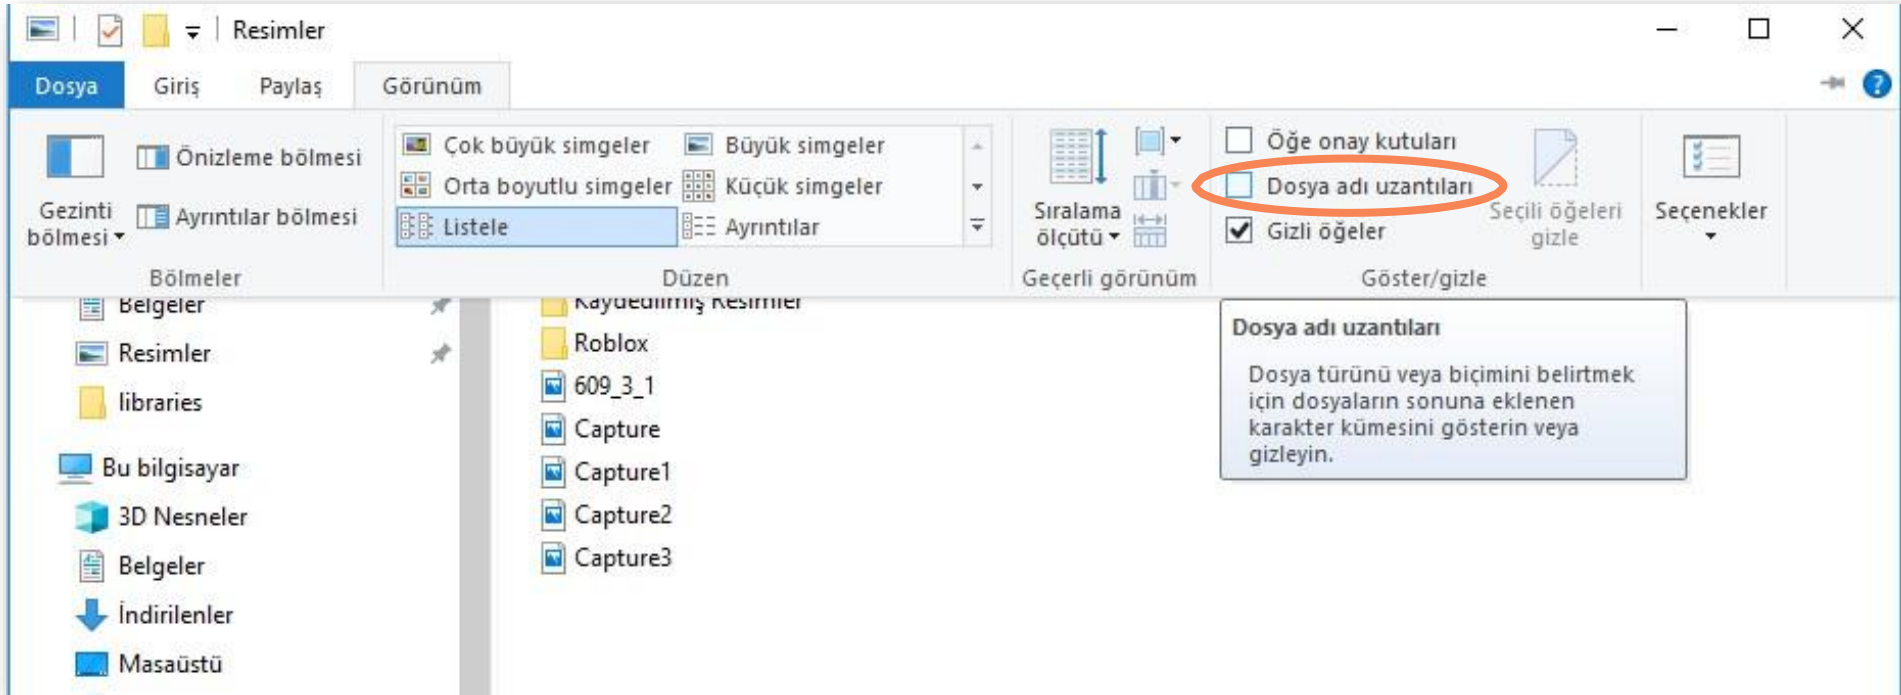 Resimler
Dosya Giriş Paylaş Görünüm
Gezinti
bölmesi
Önizleme bölmesi
Ayrıntılar bölmesi
Bölmeler
Çok büyük simgeler Büyük simgeler
Orta boyutlu simgeler Küçük simgeler
Listele Ayrıntılar
Düzen
Sıralama
ölçütü
Geçerli görünüm
Öğe onay kutuları
Dosya adı uzantıları
Gizli öğeler
Seçili öğeleri
gizle
Göster/gizle
Seçenekler
Belgeler
Resimler
libraries
Bu bilgisayar
3D Nesneler
Belgeler
İndirilenler
Masaüstü
Kaydedilmiş Resimler
Roblox
609_3_1
Capture
Capture1
Capture2
Capture3
Dosya adı uzantıları
Dosya türünü veya biçimini belirtmek
için dosyaların sonuna eklenen
karakter kümesini gösterin veya
gizleyin.